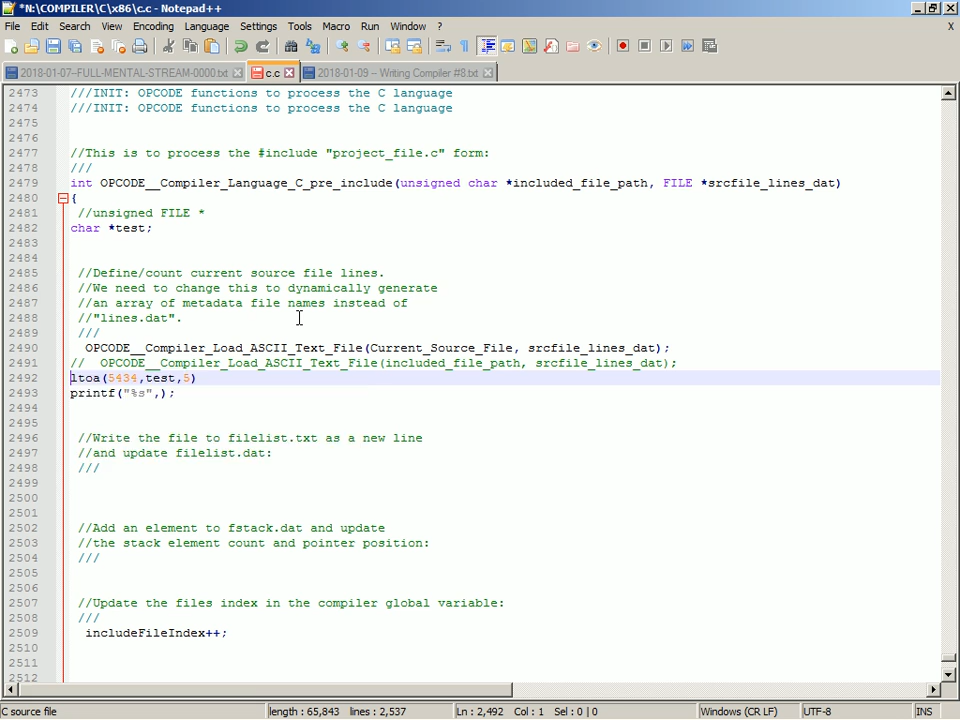 *N:\COMPILER\C\x86\c.c - Notepad++
File Edit Search View Encoding Language Settings Tools Macro Run Window ? X
2018-01-07--FULL-MENTAL-STREAM-0000.txt c.c 2018-01-09 -- Writing Compiler #8.txt
2473 ///INIT: OPCODE functions to process the C language
2474 ///INIT: OPCODE functions to process the C language
2475
2476
2477 //This is to process the #include "project_file.c" form:
2478 ///
2479 int OPCODE__Compiler_Language_C_pre_include(unsigned char *included_file_path, FILE *srcfile_lines_dat)
2480 {
2481 //unsigned FILE *
2482 char *test;
2483
2484
2485 //Define/count current source file lines.
2486 //We need to change this to dynamically generate
2487 //an array of metadata file names instead of
2488 //"lines.dat".
2489 ///
2490 OPCODE__Compiler_Load_ASCII_Text_File(Current_Source_File, srcfile_lines_dat);
2491 // OPCODE__Compiler_Load_ASCII_Text_File(included_file_path, srcfile_lines_dat);
2492 ltoa(5434,test,5)
2493 printf("%s",);
2494
2495
2496 //Write the file to filelist.txt as a new line
2497 //and update filelist.dat:
2498 ///
2499
2500
2501
2502 //Add an element to fstack.dat and update
2503 //the stack element count and pointer position:
2504 ///
2505
2506
2507 //Update the files index in the compiler global variable:
2508 ///
2509 includeFileIndex++;
2510
2511
2512
C source file length : 65,843 lines : 2,537 Ln : 2,492 Col : 1 Sel : 0 | 0 Windows (CR LF) UTF-8 INS